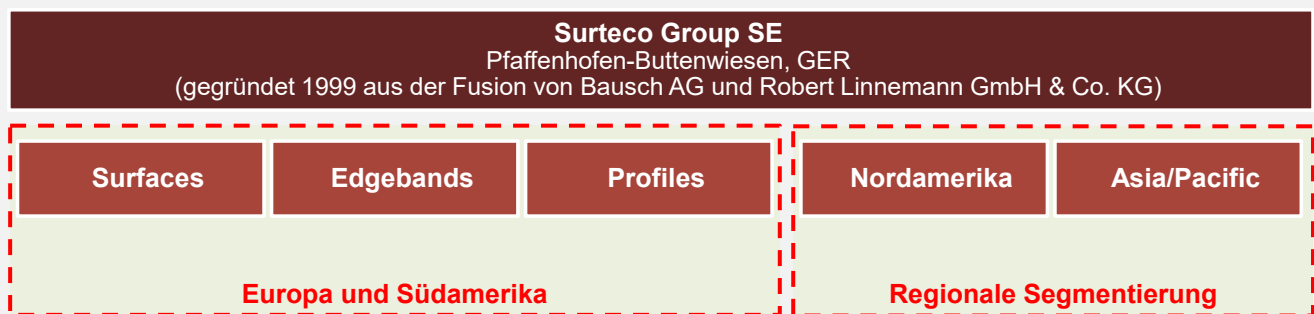 Surteco Group SE
Pfaffenhofen-Buttenwiesen, GER
(gegründet 1999 aus der Fusion von Bausch AG und Robert Linnemann GmbH & Co. KG)
Surfaces Edgebands Profiles Nordamerika Asia/Pacific
Europa und Südamerika Regionale Segmentierung